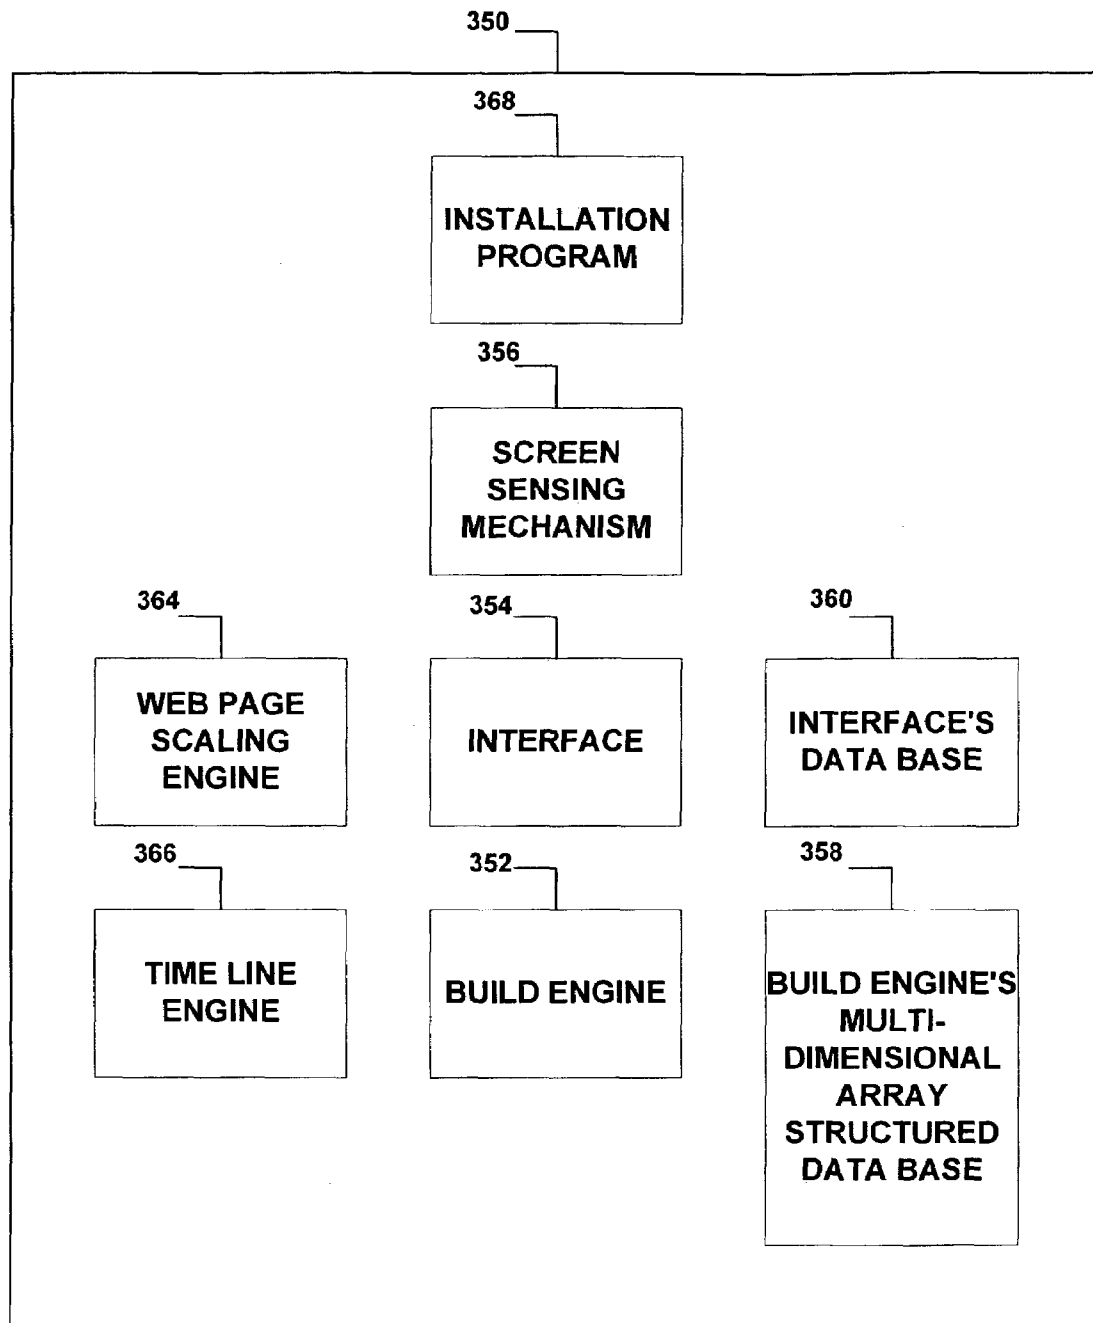 350
368
INSTALLATION
PROGRAM
356
SCREEN
SENSING
MECHANISM
364
WEB PAGE
SCALING
ENGINE
354
INTERFACE
360
INTERFACE'S
DATA BASE
366
TIME LINE
ENGINE
352
BUILD ENGINE
358
BUILD ENGINE'S
MULTI-
DIMENSIONAL
ARRAY
STRUCTURED
DATA BASE